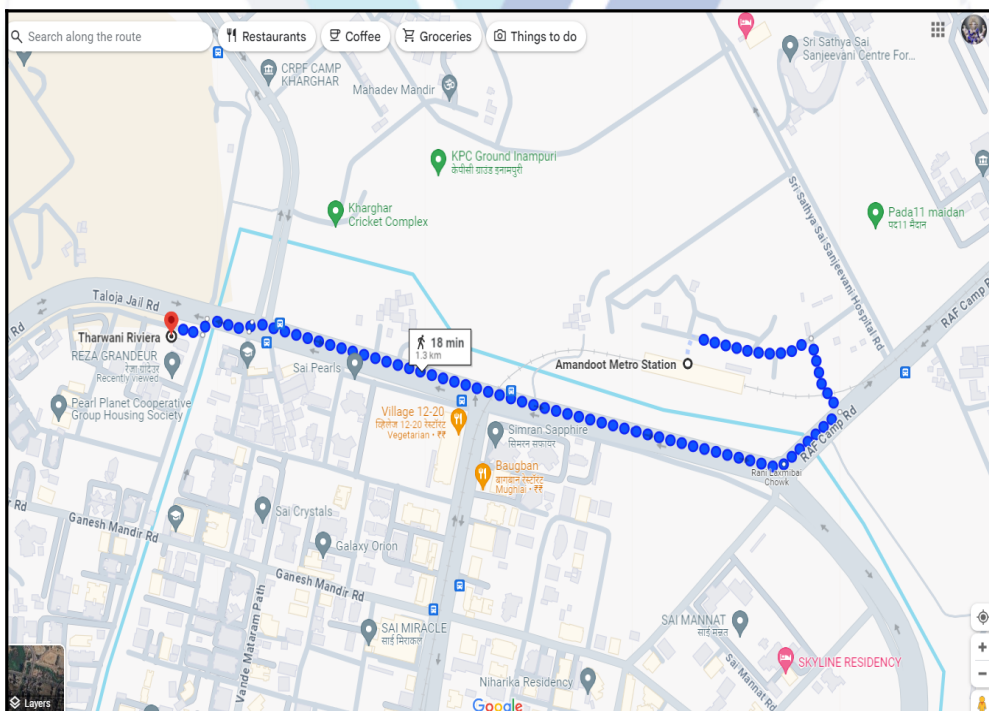 Search along the route
Restaurants
Coffee
Groceries
Things to do
CRPF CAMP
KHARGHAR
Mahadev Mandir
Sri Sathya Sai
Sanjeevani Centre For...
KPC Ground Inampuri
केपीसी ग्राउंड इनामपुरी
Kharghar
Cricket Complex
Pada11 maidan
पद11 मैदान
Sri Sathya Sai Sanjeevani Hospital Rd
Taloja Jail Rd
Rd
Tharwani Riviera
REZA GRANDEUR
रेजा ग्रांदेउर
Recently viewed
Sai Pearls
18 min
1.3 km
Amandoot Metro Station
RAF Camp Rd
RAF Camp Rd
Pearl Planet Cooperative
Group Housing Society
Village 12-20
व्हिलेज 12-20 रेस्टॉरंट
Vegetarian • ₹₹
Simran Sapphire
सिमरन सफायर
Baugban
बागबान रेस्टॉरंट
Mughlai • ₹₹
Rani Laxmibai
Chowk
Rd
Ganesh Mandir Rd
Sai Crystals
Galaxy Orion
Ganesh Mandir Rd
Vande Mataram Path
SAI MIRACLE
साई मिराकल
SAI MANNAT
साई मन्नत
Sai Mannat Rd
SKYLINE RESIDENCY
Niharika Residency
Layers
Google